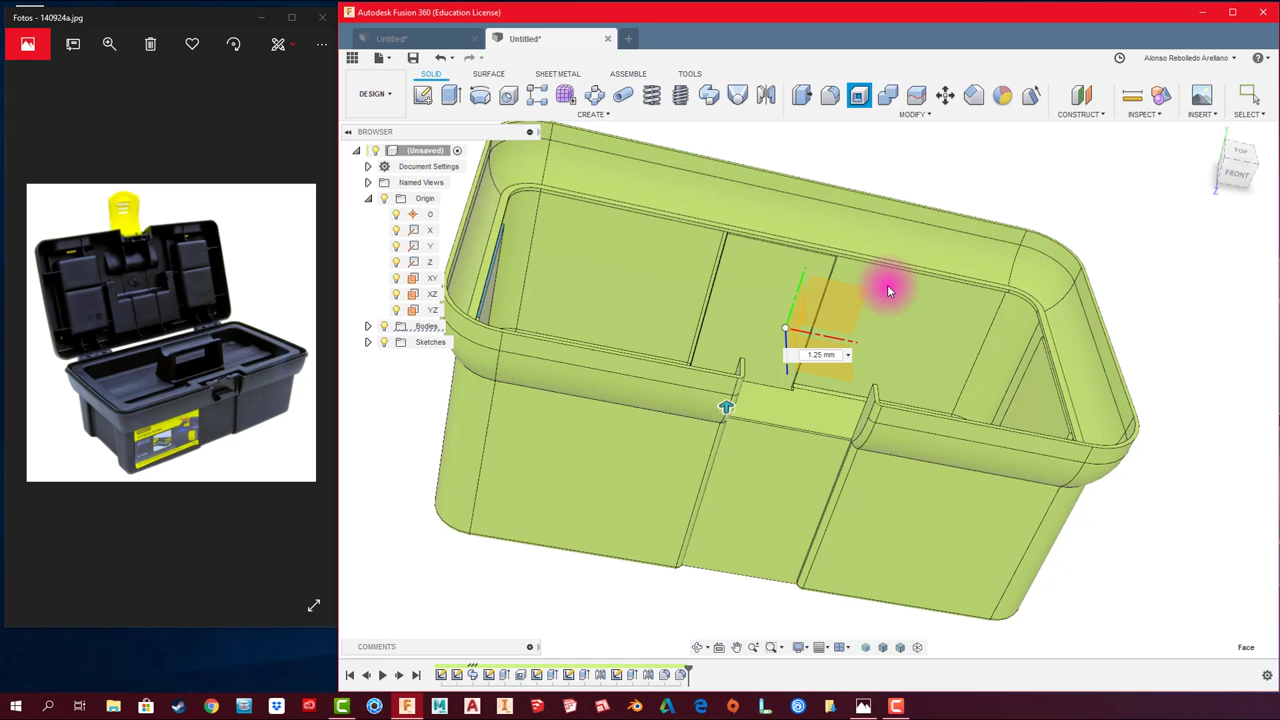 Fotos - 140924a.jpg
Autodesk Fusion 360 (Education License)
Untitled*
Untitled*
Alonso Rebolledo Arellano
DESIGN
SOLID
SURFACE
SHEET METAL
ASSEMBLE
TOOLS
CREATE
MODIFY
ASSEMBLE
CONSTRUCT
INSPECT
INSERT
SELECT
BROWSER
(Unsaved)
Document Settings
Named Views
Origin
O
X
Y
Z
XY
XZ
YZ
Bodies
Sketches
TOP
FRONT
Y
Z
1.25 mm
COMMENTS
Face